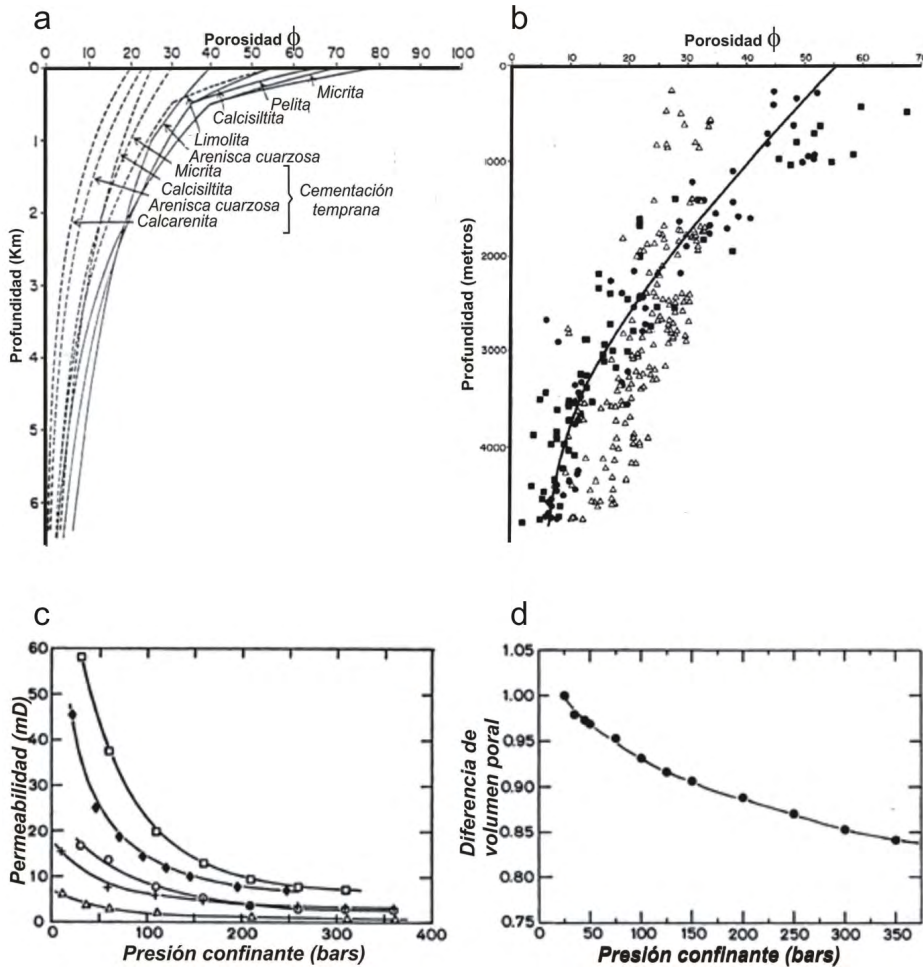 a
Porosidad ϕ
0 10 20 30 40 50 60 70 80 90 100
0
1
2
3
4
5
6
Profundidad (Km)
Micrita
Pelita
Calcisiltita
Limolita
Arenisca cuarzosa
Micrita
Calcisiltita
Arenisca cuarzosa
Calcarenita
Cementación
temprana
b
Porosidad ϕ
0 10 20 30 40 50 60 70
0
1000
2000
3000
4000
Profundidad (metros)
c
60
50
40
30
20
10
0
Permeabilidad (mD)
0 100 200 300 400
Presión confinante (bars)
d
1.05
1.00
0.95
0.90
0.85
0.80
0.75
Diferencia de
volumen poral
0 50 100 150 200 250 300 350
Presión confinante (bars)